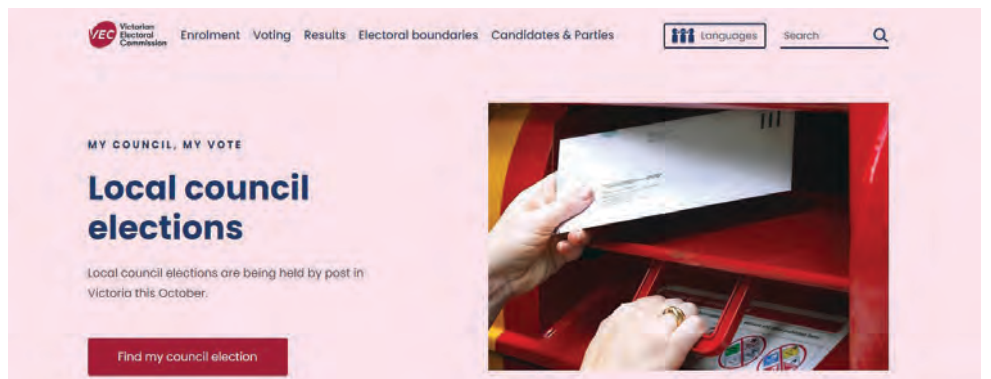 VEC Victorian
Electoral
Commission
Enrolment Voting Results Electoral boundaries Candidates & Parties
Languages
Search
MY COUNCIL, MY VOTE
Local council
elections
Local council elections are being held by post in
Victoria this October.
Find my council election